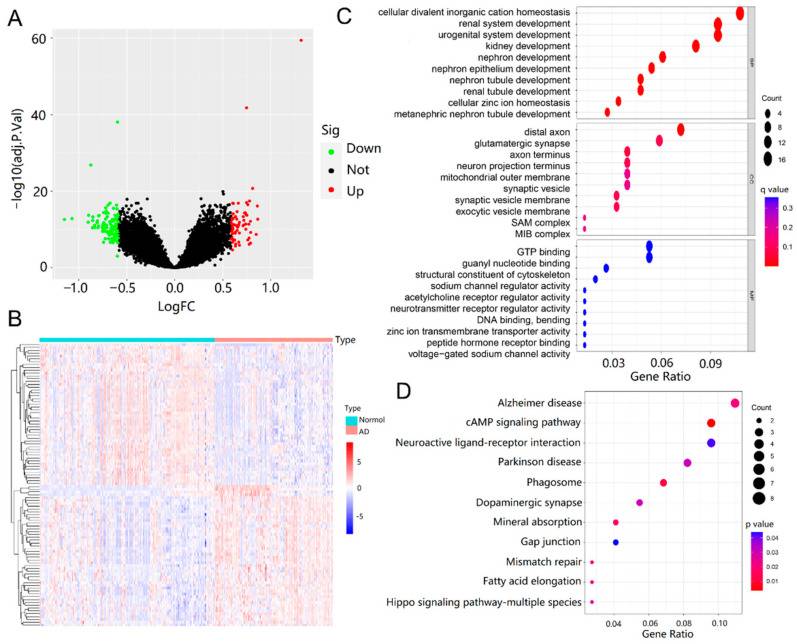 A
60
40
20
0
−log10(adj.P.Val)
−1.0
−0.5
0.0
0.5
1.0
LogFC
Sig
Down
Not
Up
B
Type
Type
Normol
AD
5
0
−5
C
cellular divalent inorganic cation homeostasis
renal system development
urogenital system development
kidney development
nephron development
nephron epithelium development
nephron tubule development
renal tubule development
cellular zinc ion homeostasis
metanephric nephron tubule development
BP
distal axon
glutamatergic synapse
axon terminus
neuron projection terminus
mitochondrial outer membrane
synaptic vesicle
synaptic vesicle membrane
exocytic vesicle membrane
SAM complex
MIB complex
CC
GTP binding
guanyl nucleotide binding
structural constituent of cytoskeleton
sodium channel regulator activity
acetylcholine receptor regulator activity
neurotransmitter receptor regulator activity
DNA binding, bending
zinc ion transmembrane transporter activity
peptide hormone receptor binding
voltage-gated sodium channel activity
MF
0.03
0.06
0.09
Gene Ratio
Count
4
8
12
16
q value
0.3
0.2
0.1
D
Alzheimer disease
cAMP signaling pathway
Neuroactive ligand-receptor interaction
Parkinson disease
Phagosome
Dopaminergic synapse
Mineral absorption
Gap junction
Mismatch repair
Fatty acid elongation
Hippo signaling pathway-multiple species
0.04
0.06
0.08
0.10
Gene Ratio
Count
2
3
4
5
6
7
8
p value
0.04
0.03
0.02
0.01